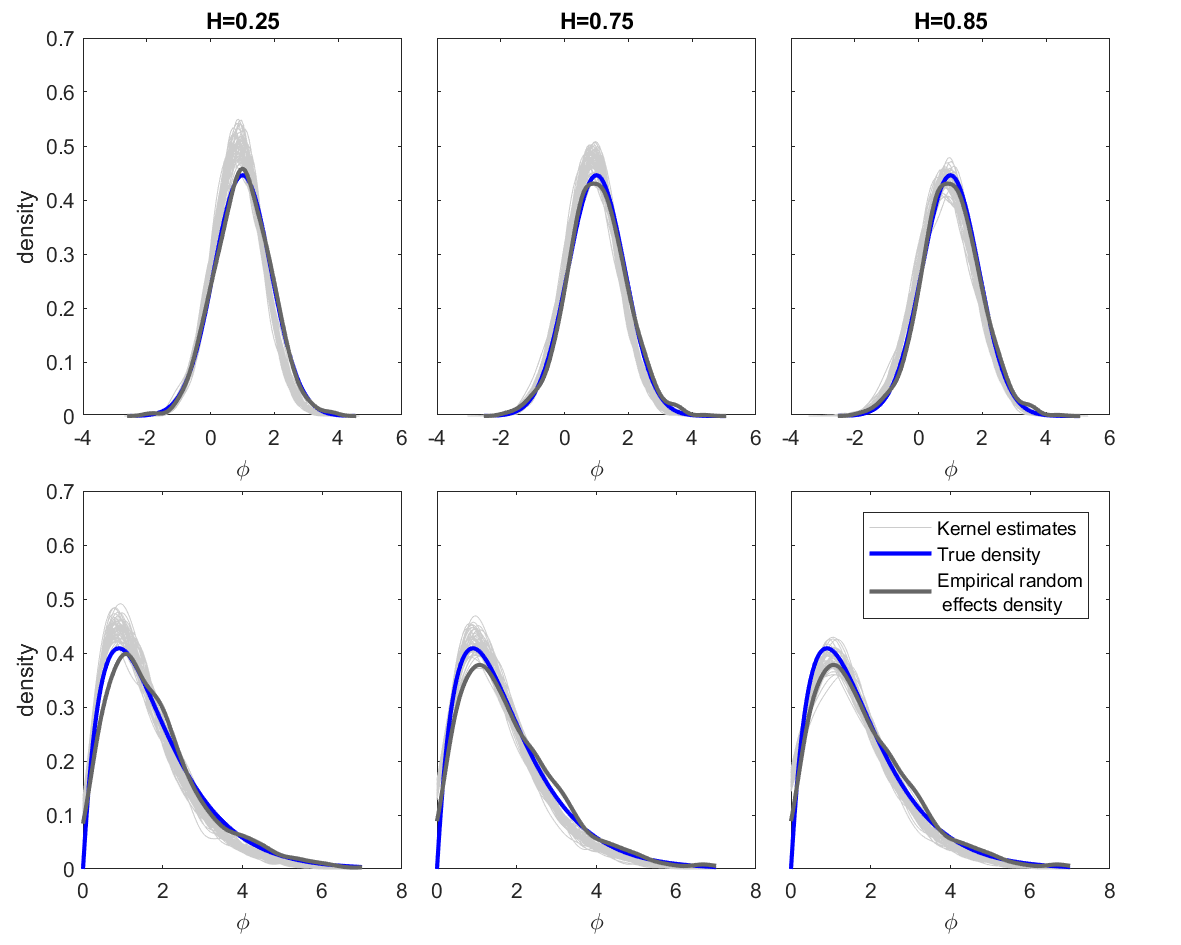 H=0.25 H=0.75 H=0.85
0.7
0.6
0.5
0.4
0.3
0.2
0.1
0
density
-4 -2 0 2 4 6
-4 -2 0 2 4 6
-4 -2 0 2 4 6
ϕ ϕ ϕ
0.7
0.6
0.5
0.4
0.3
0.2
0.1
0
density
Kernel estimates
True density
Empirical random
effects density
0 2 4 6 8
0 2 4 6 8
0 2 4 6 8
ϕ ϕ ϕ